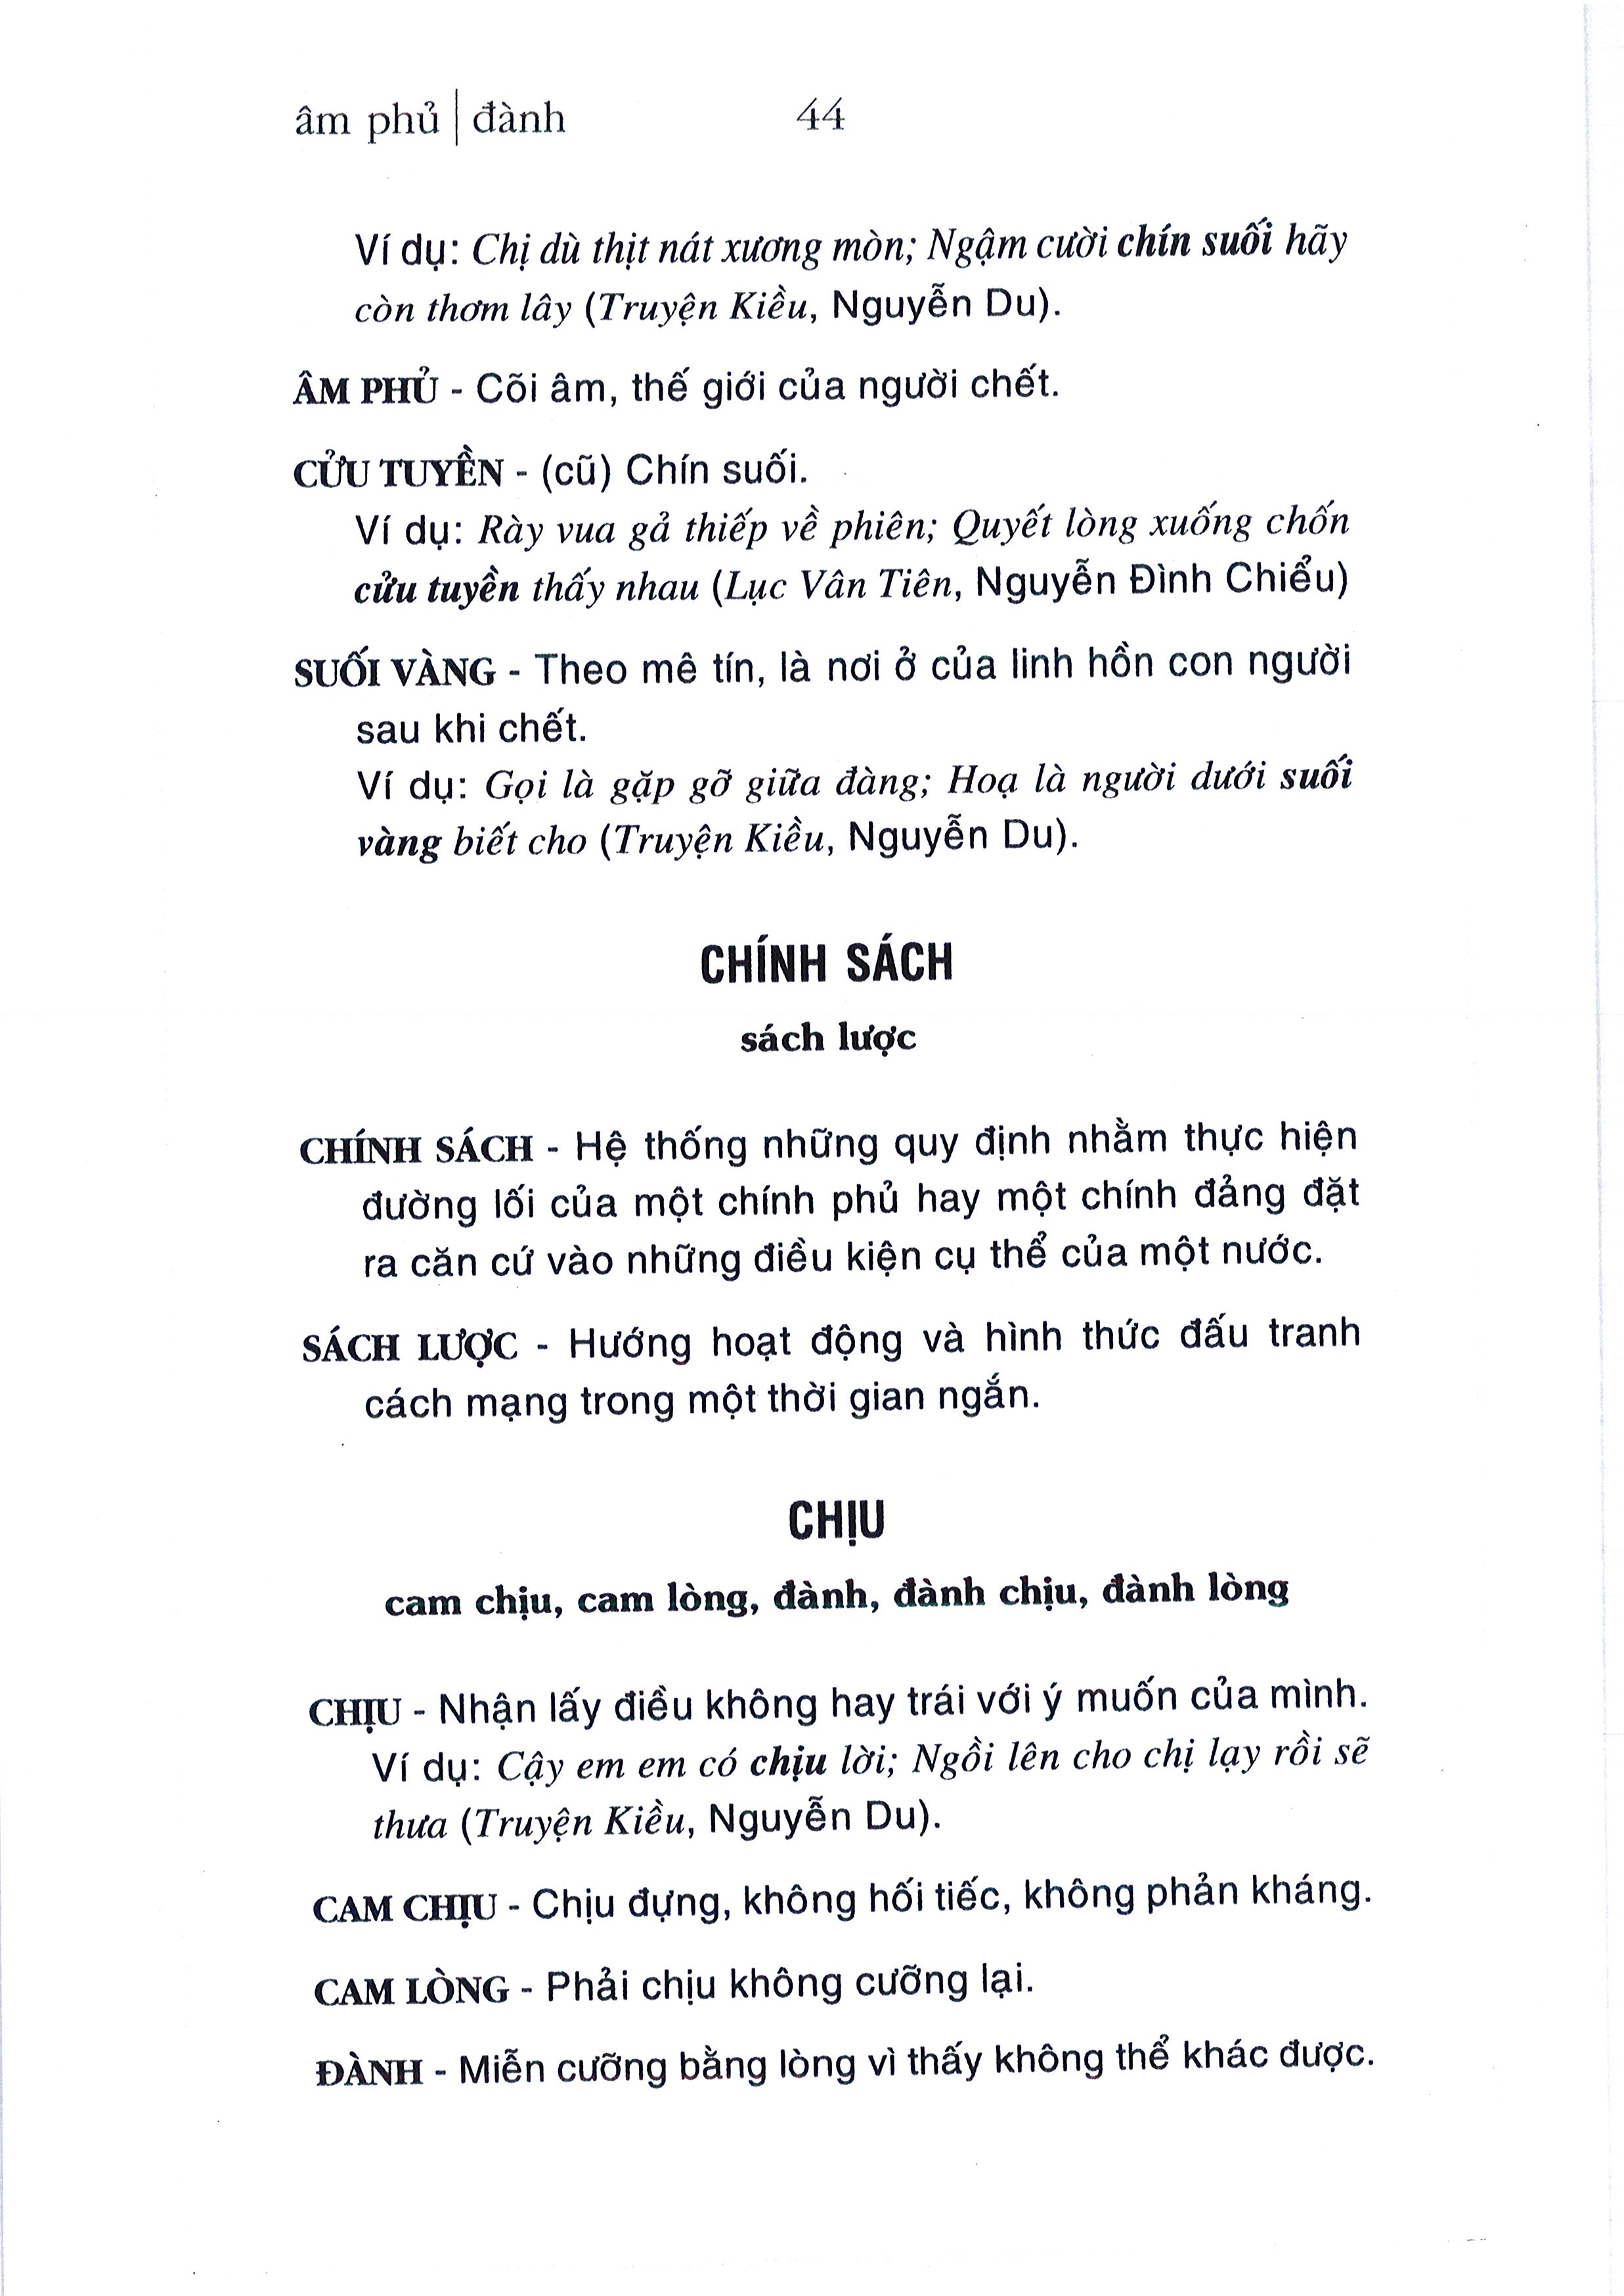 âm phủ | đành 44
Ví dụ: Chị dù thịt nát xương mòn; Ngậm cười chín suối hãy
còn thơm lây (Truyện Kiều, Nguyễn Du).
ÂM PHỦ - Cõi âm, thế giới của người chết.
CỬU TUYỀN - (cũ) Chín suối.
Ví dụ: Rày vua gả thiếp về phiên; Quyết lòng xuống chốn
cửu tuyền thấy nhau (Lục Vân Tiên, Nguyễn Đình Chiểu)
SUỐI VÀNG - Theo mê tín, là nơi ở của linh hồn con người
sau khi chết.
Ví dụ: Gọi là gặp gỡ giữa đàng; Hoạ là người dưới suối
vàng biết cho (Truyện Kiều, Nguyễn Du).
CHÍNH SÁCH
sách lược
CHÍNH SÁCH - Hệ thống những quy định nhằm thực hiện
đường lối của một chính phủ hay một chính đảng đặt
ra căn cứ vào những điều kiện cụ thể của một nước.
SÁCH LƯỢC - Hướng hoạt động và hình thức đấu tranh
cách mạng trong một thời gian ngắn.
CHỊU
cam chịu, cam lòng, đành, đành chịu, đành lòng
CHỊU - Nhận lấy điều không hay trái với ý muốn của mình.
Ví dụ: Cậy em em có chịu lời; Ngồi lên cho chị lạy rồi sẽ
thưa (Truyện Kiều, Nguyễn Du).
CAM CHỊU - Chịu đựng, không hối tiếc, không phản kháng.
CAM LÒNG - Phải chịu không cưỡng lại.
ĐÀNH - Miễn cưỡng bằng lòng vì thấy không thể khác được.